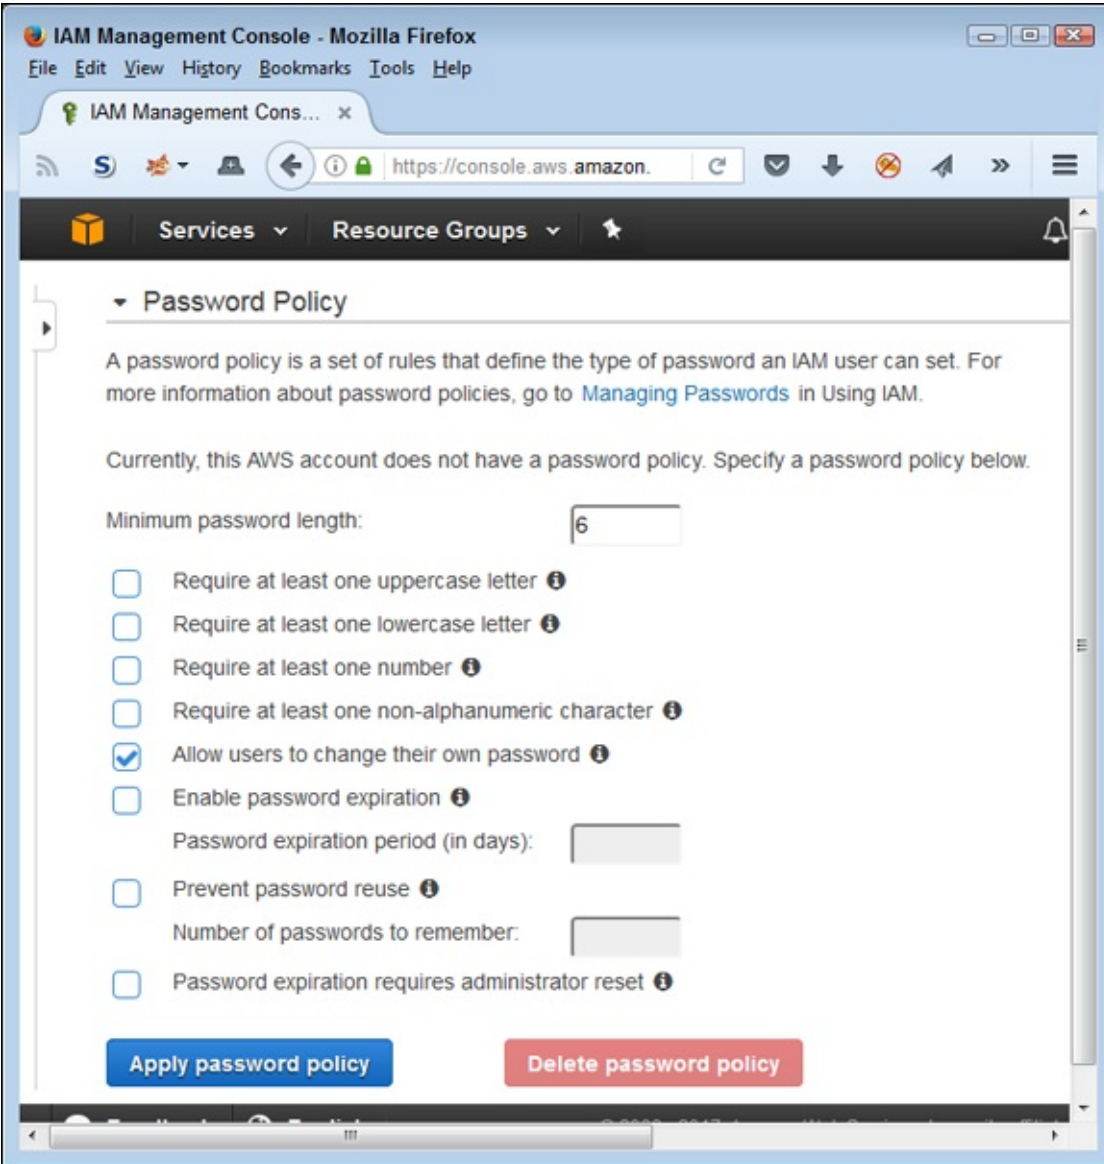 IAM Management Console - Mozilla Firefox
File Edit View History Bookmarks Tools Help
IAM Management Cons... ×
S) https://console.aws.amazon. »
Services Resource Groups
Password Policy
A password policy is a set of rules that define the type of password an IAM user can set. For
more information about password policies, go to Managing Passwords in Using IAM.
Currently, this AWS account does not have a password policy. Specify a password policy below.
Minimum password length: 6
Require at least one uppercase letter
Require at least one lowercase letter
Require at least one number
Require at least one non-alphanumeric character
Allow users to change their own password
Enable password expiration
Password expiration period (in days):
Prevent password reuse
Number of passwords to remember:
Password expiration requires administrator reset
Apply password policy Delete password policy